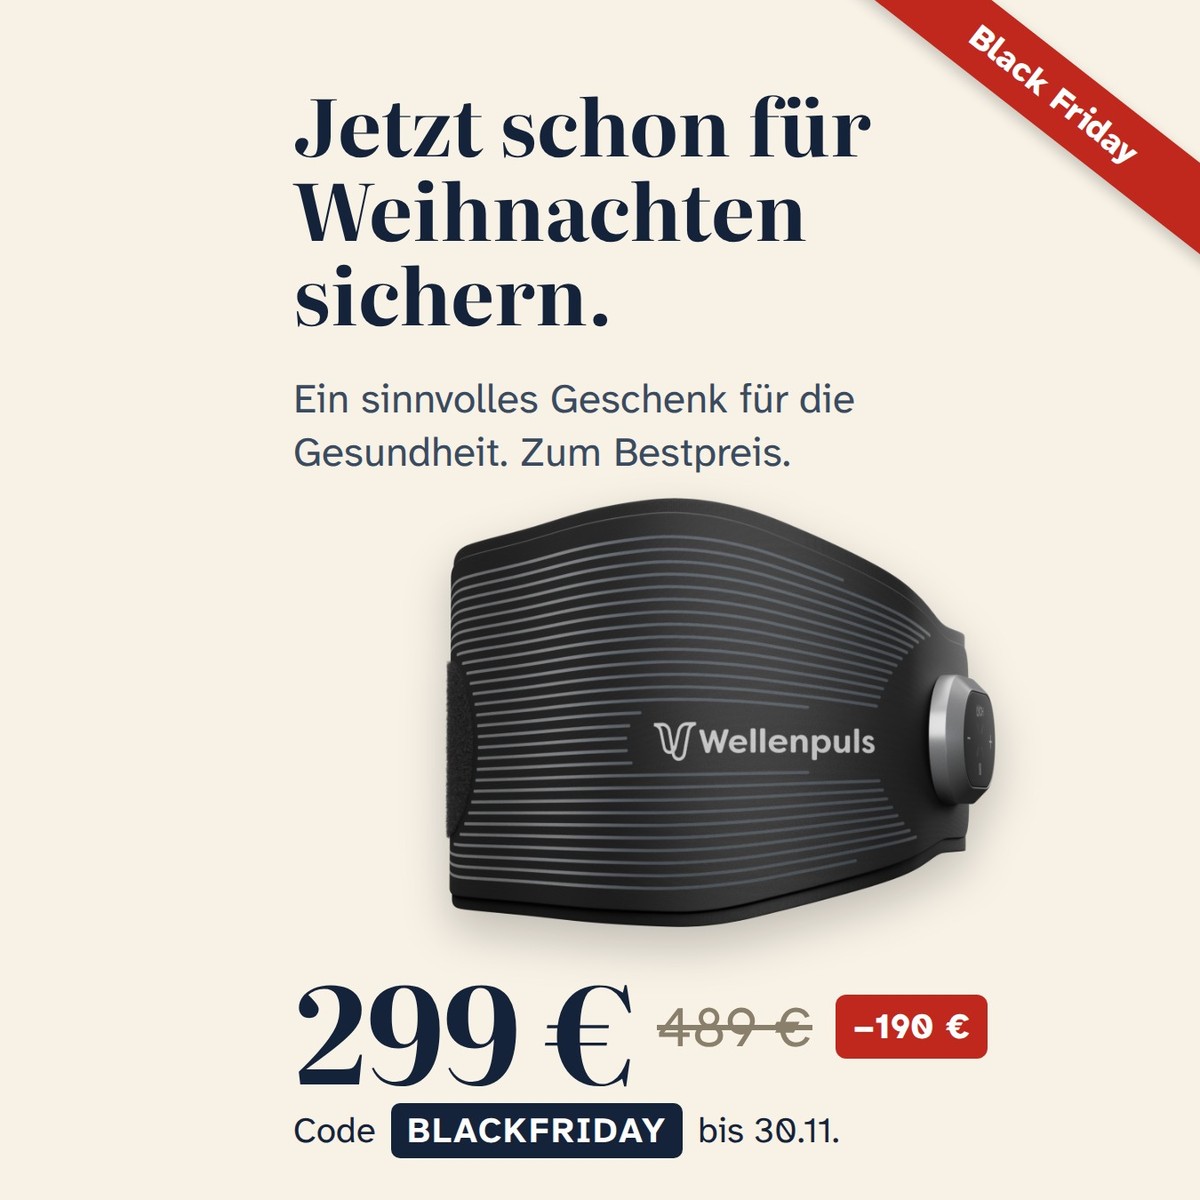 Black Friday
Jetzt schon für
Weihnachten
sichern.
Ein sinnvolles Geschenk für die
Gesundheit. Zum Bestpreis.
Wellenpuls
299 € 489 € –190 €
Code BLACKFRIDAY bis 30.11.